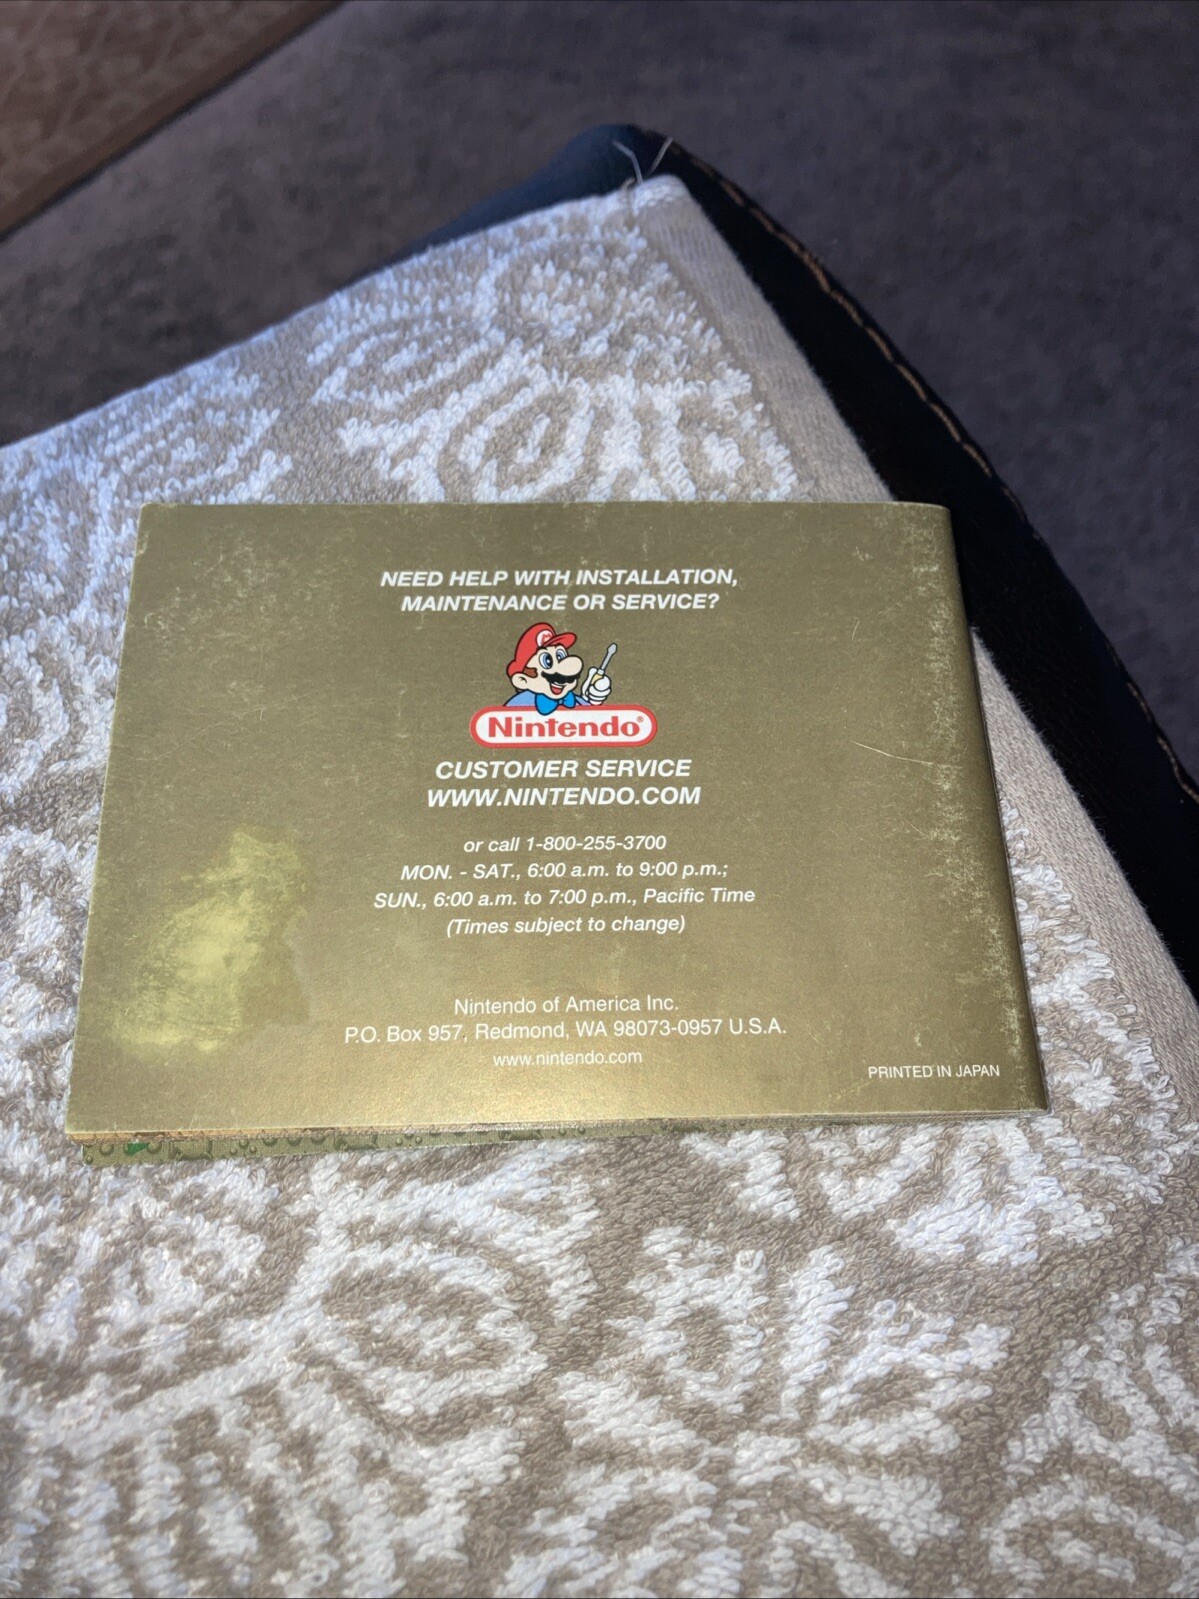 NEED HELP WITH INSTALLATION,
MAINTENANCE OR SERVICE?
M
Nintendo®
CUSTOMER SERVICE
WWW.NINTENDO.COM
or call 1-800-255-3700
MON. - SAT., 6:00 a.m. to 9:00 p.m.;
SUN., 6:00 a.m. to 7:00 p.m., Pacific Time
(Times subject to change)
Nintendo of America Inc.
P.O. Box 957, Redmond, WA 98073-0957 U.S.A.
www.nintendo.com
PRINTED IN JAPAN